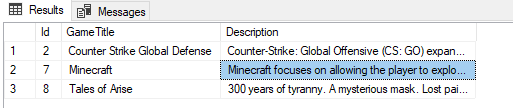 Results Messages
Id GameTitle Description
1 2 Counter Strike Global Defense Counter-Strike: Global Offensive (CS: GO) expan...
2 7 Minecraft Minecraft focuses on allowing the player to explo...
3 8 Tales of Arise 300 years of tyranny. A mysterious mask. Lost pai...